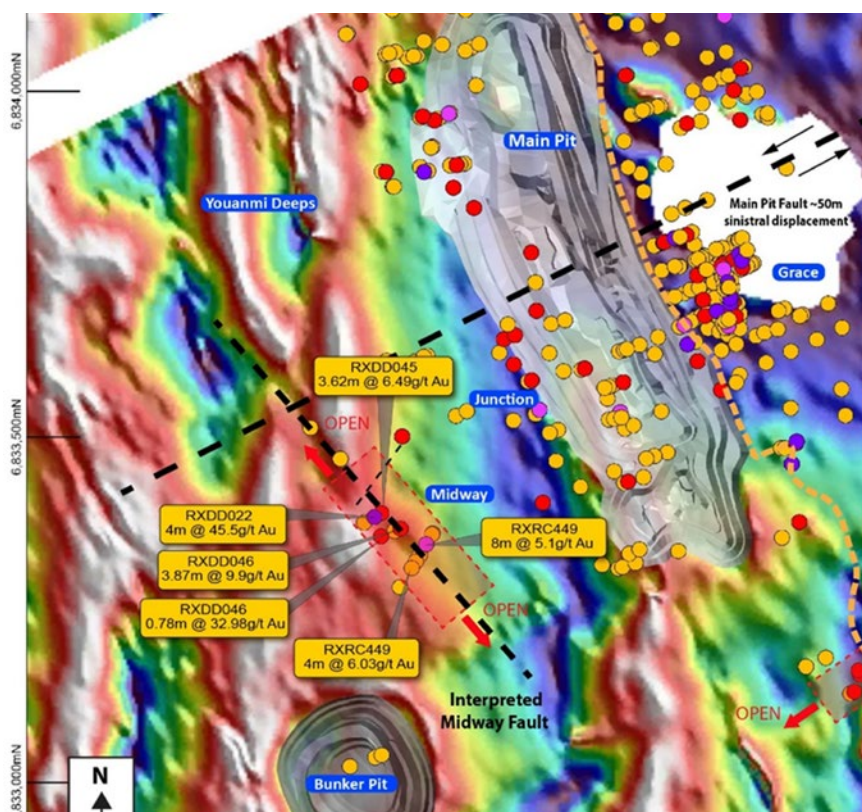 6,834,000mN
Main Pit
Youanmi Deeps
Main Pit Fault ~50m
sinistral displacement
Grace
RXDD045
3.62m @ 6.49g/t Au
Junction
6,833,500mN
OPEN
Midway
RXDD022
4m @ 45.5g/t Au
RXRC449
8m @ 5.1g/t Au
RXDD046
3.87m @ 9.9g/t Au
RXDD046
0.78m @ 32.98g/t Au
OPEN
RXRC449
4m @ 6.03g/t Au
Interpreted
Midway Fault
OPEN
Bunker Pit
N
,833,000mN